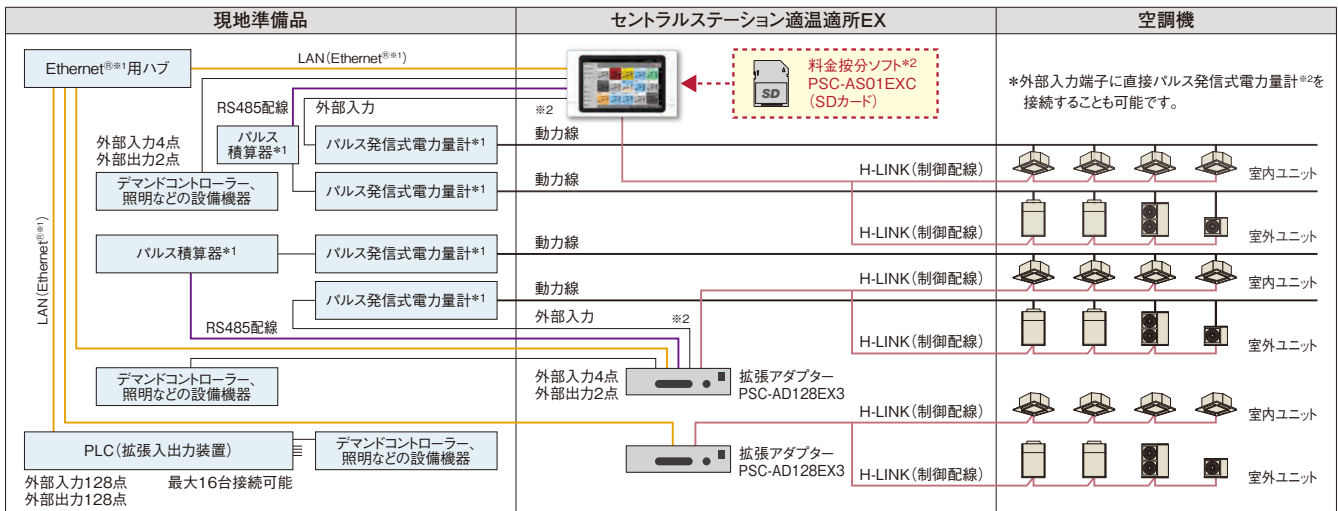 現地準備品
セントラルステーション適温適所EX
空調機
Ethernet®※1用ハブ
LAN（Ethernet®※1）
RS485配線
外部入力
※2
料金按分ソフト*2
PSC-AS01EXC
（SDカード）
SD
＊外部入力端子に直接パルス発信式電力量計※2を
接続することも可能です。
外部入力4点
外部出力2点
パルス
積算器*1
パルス発信式電力量計*1
動力線
デマンドコントローラー、
照明などの設備機器
パルス発信式電力量計*1
動力線
H-LINK（制御配線）
室内ユニット
H-LINK（制御配線）
室外ユニット
LAN（Ethernet®※1）
パルス積算器*1
パルス発信式電力量計*1
動力線
H-LINK（制御配線）
室内ユニット
パルス発信式電力量計*1
動力線
RS485配線
外部入力
※2
H-LINK（制御配線）
室外ユニット
デマンドコントローラー、
照明などの設備機器
外部入力4点
外部出力2点
拡張アダプター
PSC-AD128EX3
H-LINK（制御配線）
室内ユニット
PLC（拡張入出力装置）
デマンドコントローラー、
照明などの設備機器
拡張アダプター
PSC-AD128EX3
H-LINK（制御配線）
室外ユニット
外部入力128点
外部出力128点
最大16台接続可能